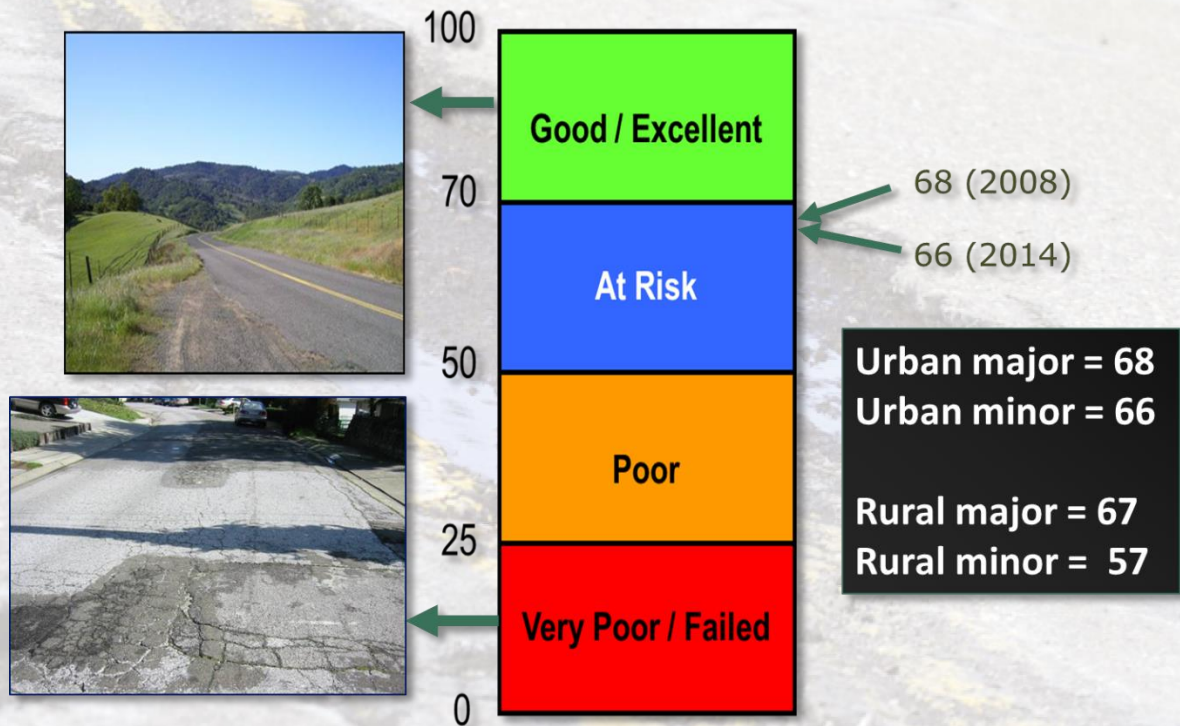 100
Good / Excellent
70
68 (2008)
66 (2014)
At Risk
50
Urban major = 68
Urban minor = 66
Poor
Rural major = 67
25
Rural minor =  57
Very Poor / Failed
0